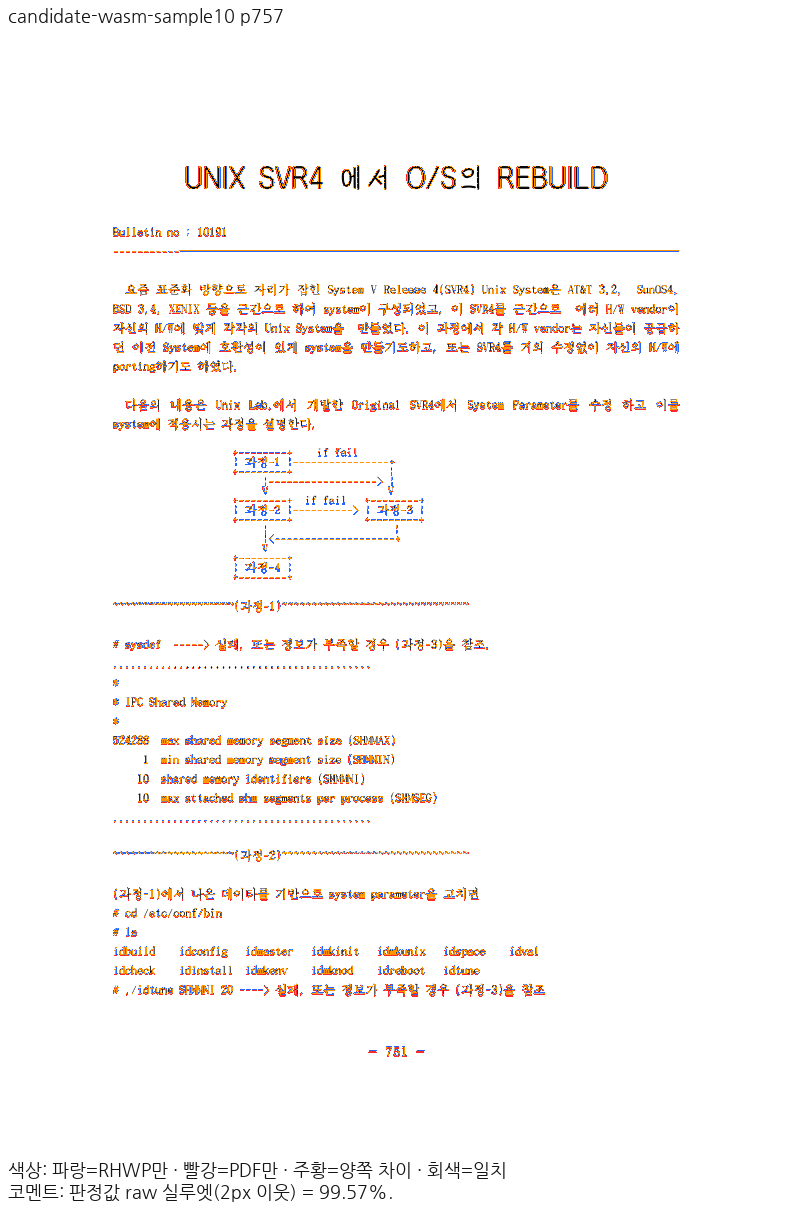 candidate-wasm-sample10 p757
UNIX SVR4 에서 O/S의 REBUILD
Bulletin no : 10191
요즘 표준화 방향으로 자리가 잡힌 System V Release 4(SVR4) Unix System은 AT&T 3.2, SunOS4,
BSD 3.4, XENIX 등을 근간으로 하여 system이 구성되었고, 이 SVR4를 근간으로 여러 H/W vendor이
자신의 H/W에 맞게 각각의 Unix System을 만들었다. 이 과정에서 각 H/W vendor는 자신들이 공급하
던 이전 System에 호환성이 있게 system을 만들기도하고, 또는 SVR4를 거의 수정없이 자신의 H/W에
porting하기도 하였다.
다음의 내용은 Unix Lab.에서 개발한 Original SVR4에서 System Parameter를 수정 하고 이를
system에 적용시는 과정을 설명한다.
+---------+ if fail
| 과정-1 |----------------+
+---------+
|------------------> |
v v
+---------+ if fail +---------+
| 과정-2 |----------> | 과정-3 |
+---------+ +---------+
| |
|<--------------------+
v
+---------+
| 과정-4 |
+---------+
~~~~~~~~~~~~~~~~~~~~(과정-1)~~~~~~~~~~~~~~~~~~~~~~~~~~~~~~~
# sysdef -----> 실패, 또는 정보가 부족할 경우 (과정-3)을 참조.
...........................................
*
* IPC Shared Memory
*
524288 max shared memory segment size (SHMMAX)
1 min shared memory segment size (SHMMIN)
10 shared memory identifiers (SHMMNI)
10 max attached shm segments per process (SHMSEG)
...........................................
~~~~~~~~~~~~~~~~~~~~(과정-2)~~~~~~~~~~~~~~~~~~~~~~~~~~~~~~~
(과정-1)에서 나온 데이타를 기반으로 system parameter을 고치면
# cd /etc/conf/bin
# ls
idbuild idconfig idmaster idmkinit idmkunix idspace idval
idcheck idinstall idmkenv idmknod idreboot idtune
# ./idtune SHMMNI 20 ----> 실패, 또는 정보가 부족할 경우 (과정-3)을 참조
- 751 -
색상: 파랑=RHWP만 · 빨강=PDF만 · 주황=양쪽 차이 · 회색=일치
코멘트: 판정값 raw 실루엣(2px 이웃) = 99.57%.